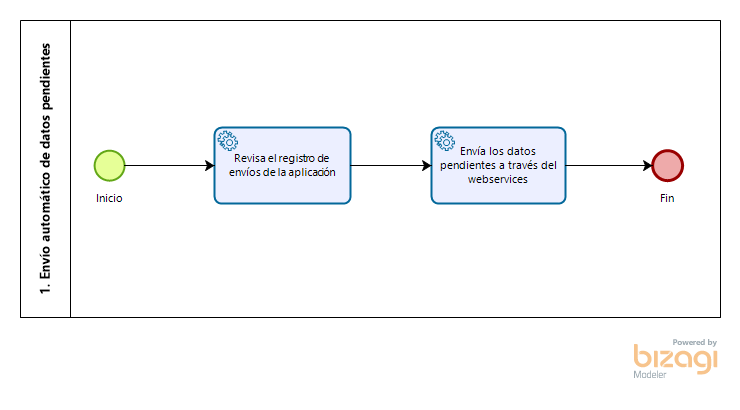 1. Envío automático de datos pendientes
Revisa el registro de
envíos de la aplicación
Envía los datos
pendientes a través del
webservices
Inicio
Fin
Powered by
bizagi
Modeler